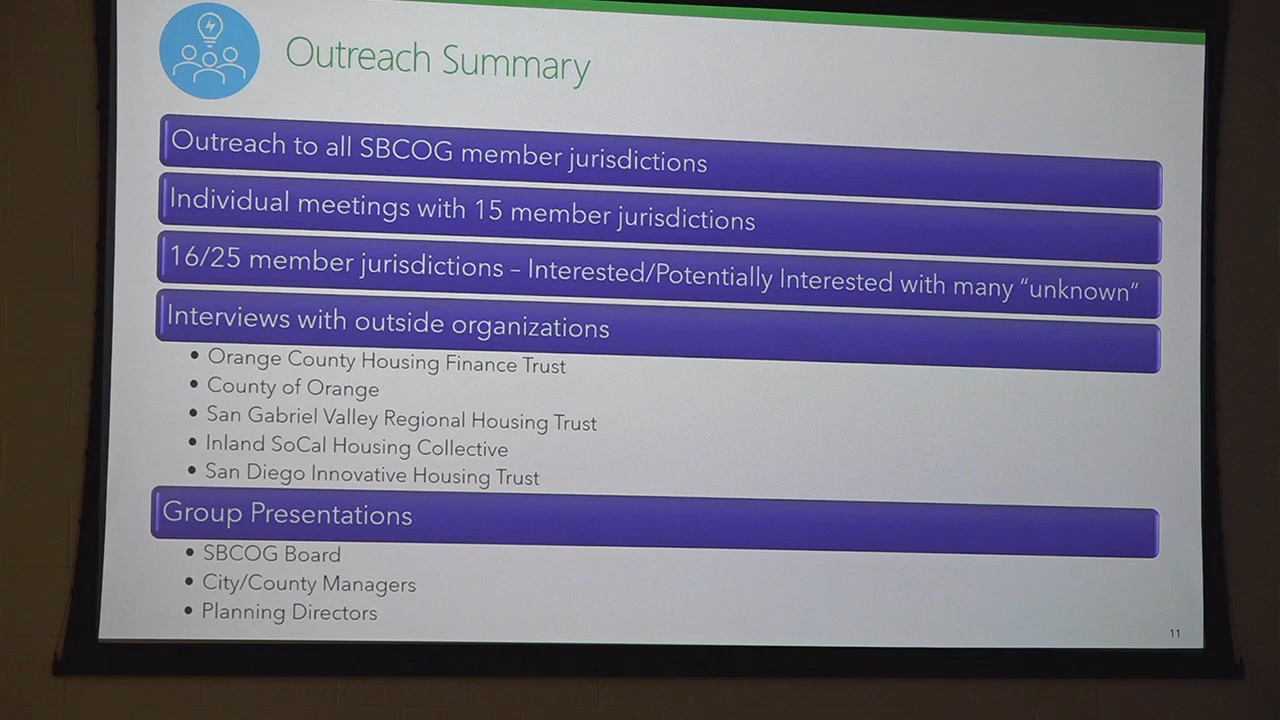 Outreach Summary
Outreach to all SBCOG member jurisdictions
Individual meetings with 15 member jurisdictions
16/25 member jurisdictions – Interested/Potentially Interested with many “unknown”
Interviews with outside organizations
• Orange County Housing Finance Trust
• County of Orange
• San Gabriel Valley Regional Housing Trust
• Inland SoCal Housing Collective
• San Diego Innovative Housing Trust
Group Presentations
• SBCOG Board
• City/County Managers
• Planning Directors
11